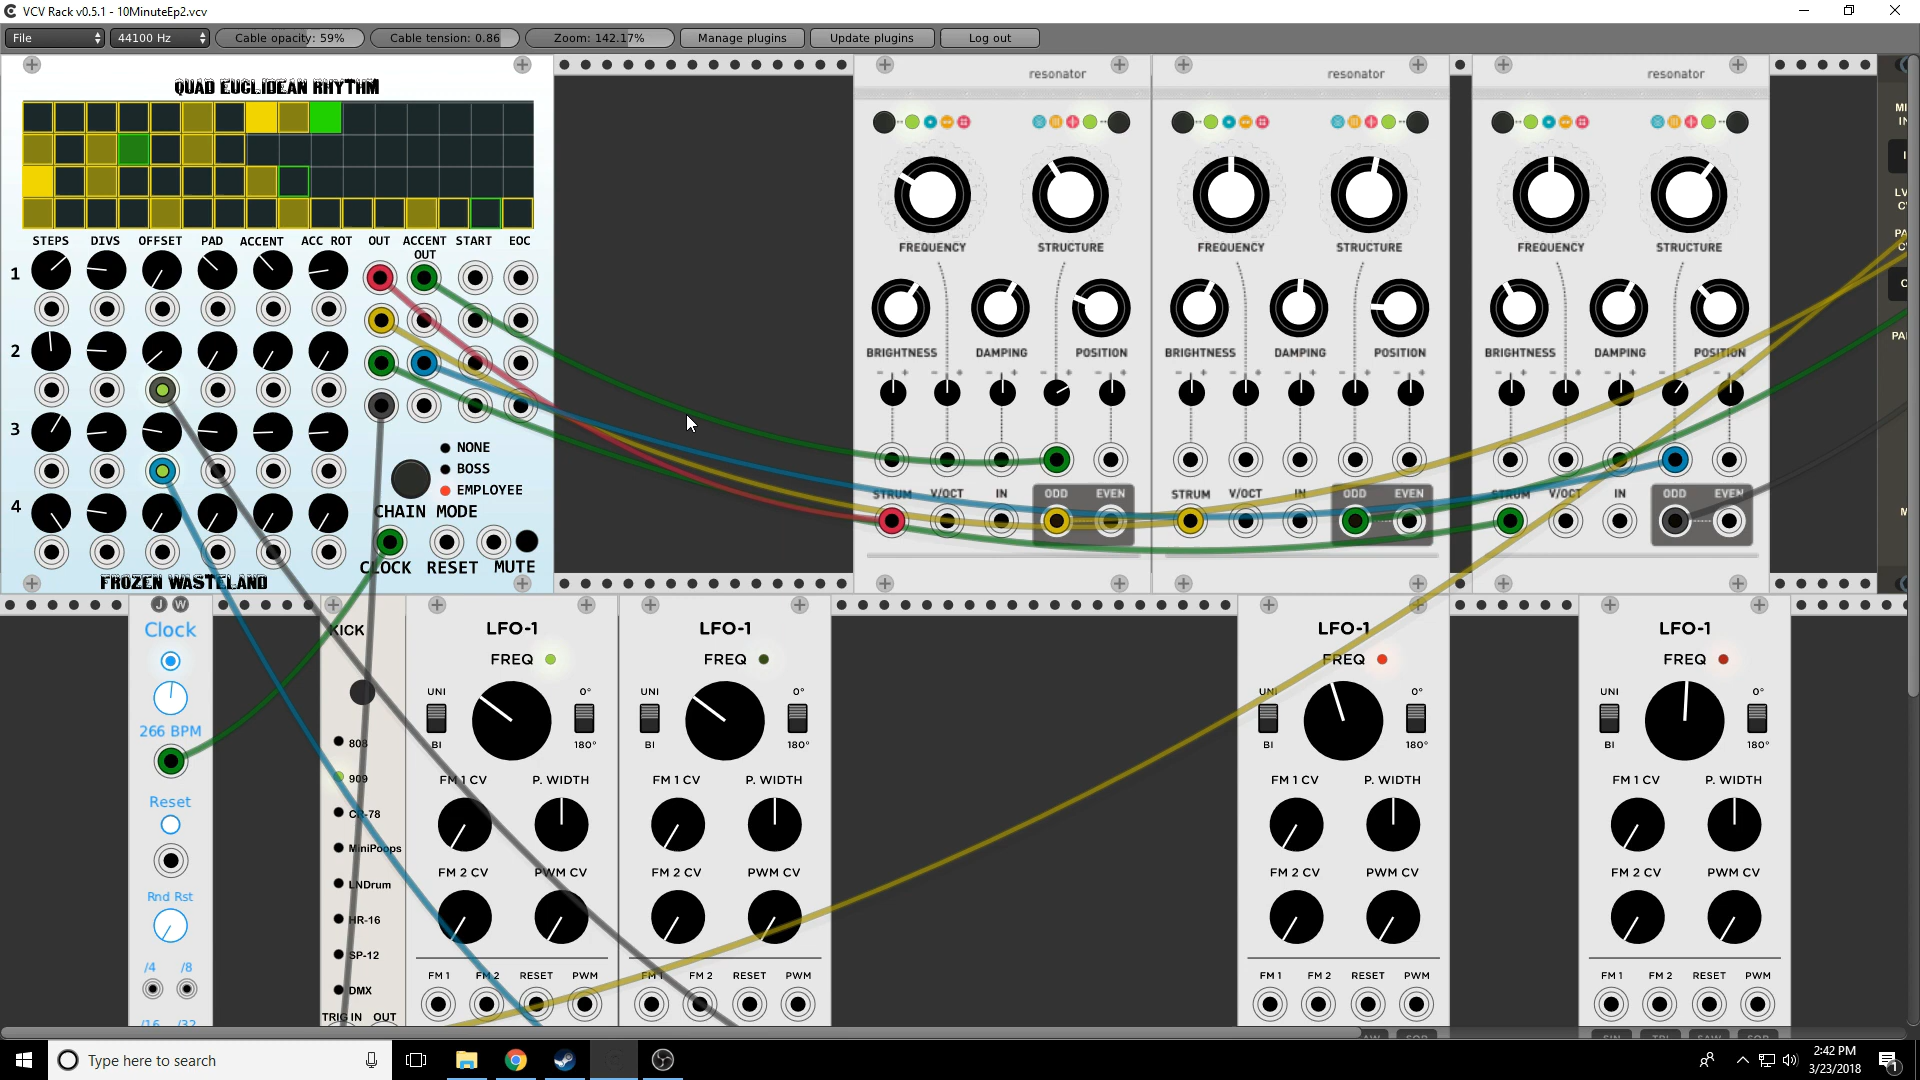 VCV Rack v0.5.1 - 10MinuteEp2.vcv
File
44100 Hz
Cable opacity: 59%
Cable tension: 0.86
Zoom: 142.17%
Manage plugins
Update plugins
Log out
QUAD EUCLIDEAN RHYTHM
STEPS DIVS OFFSET PAD ACCENT ACC ROT OUT ACCENT OUT START EOC
1
2
3
4
NONE
BOSS
EMPLOYEE
CHAIN MODE
CLOCK RESET MUTE
FROZEN WASTELAND
resonator
FREQUENCY STRUCTURE
BRIGHTNESS DAMPING POSITION
STRUM V/OCT IN ODD EVEN
resonator
FREQUENCY STRUCTURE
BRIGHTNESS DAMPING POSITION
STRUM V/OCT IN ODD EVEN
resonator
FREQUENCY STRUCTURE
BRIGHTNESS DAMPING POSITION
STRUM V/OCT IN ODD EVEN
J W
Clock
266 BPM
Reset
Rnd Rst
/4 /8
/16 /32
KICK
808
909
CR-78
MiniPoops
LNDrum
HR-16
SP-12
DMX
TRIG IN OUT
LFO-1
FREQ
UNI 0°
BI 180°
FM 1 CV P. WIDTH
FM 2 CV PWM CV
FM 1 FM 2 RESET PWM
LFO-1
FREQ
UNI 0°
BI 180°
FM 1 CV P. WIDTH
FM 2 CV PWM CV
FM 1 FM 2 RESET PWM
LFO-1
FREQ
UNI 0°
BI 180°
FM 1 CV P. WIDTH
FM 2 CV PWM CV
FM 1 FM 2 RESET PWM
LFO-1
FREQ
UNI 0°
BI 180°
FM 1 CV P. WIDTH
FM 2 CV PWM CV
FM 1 FM 2 RESET PWM
Type here to search
2:42 PM
3/23/2018
1